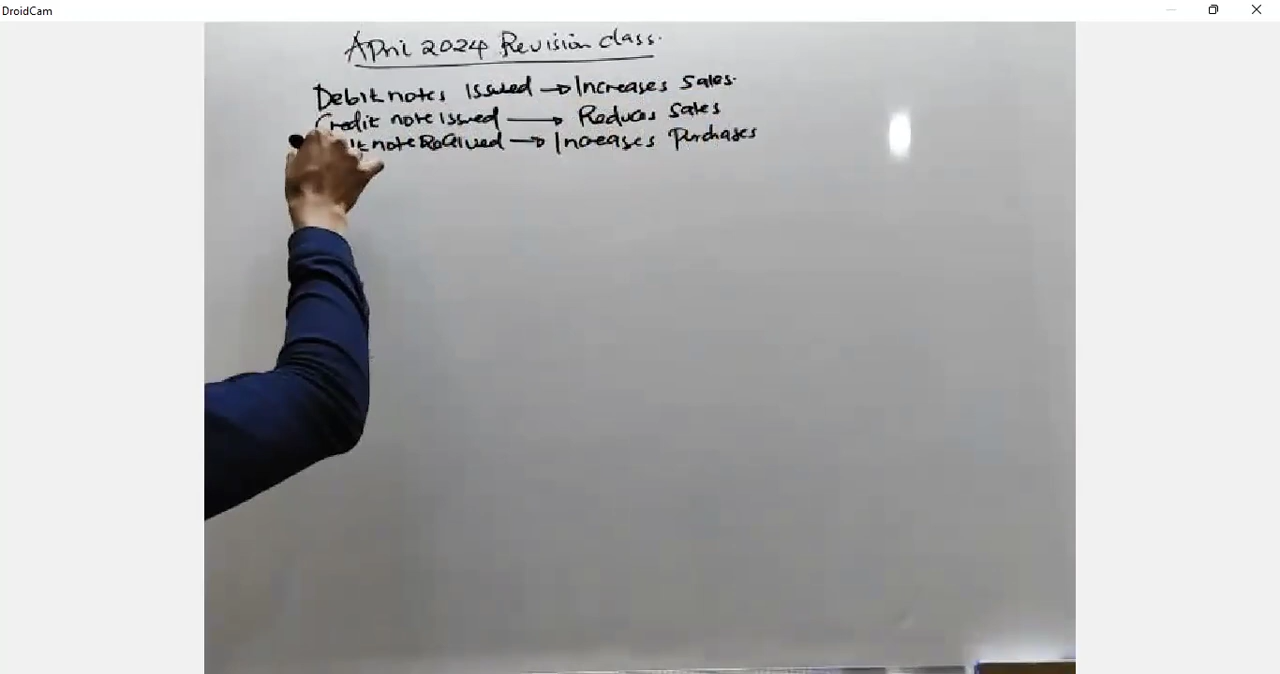 DroidCam
April 2024 Revision class.
Debit notes issued → Increases Sales.
Credit note issued → Reduces Sales
note Received → Increases Purchases